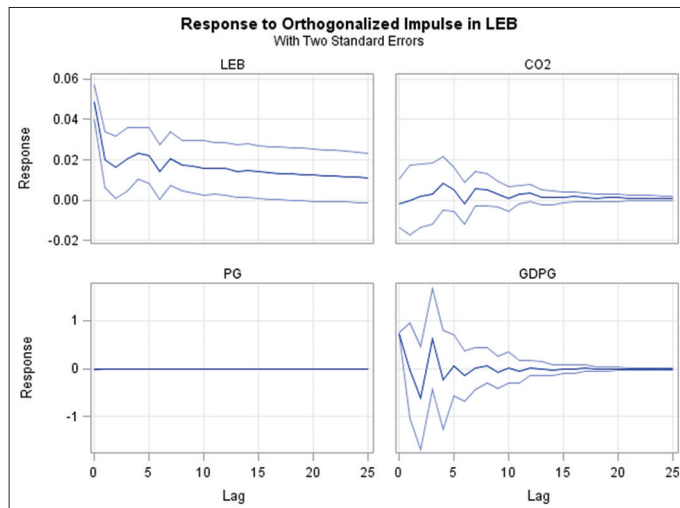 Response to Orthogonalized Impulse in LEB
With Two Standard Errors
LEB
CO2
0.06
0.04
0.02
0.00
-0.02
Response
PG
GDPG
1
0
-1
Response
0 5 10 15 20 25
0 5 10 15 20 25
Lag
Lag